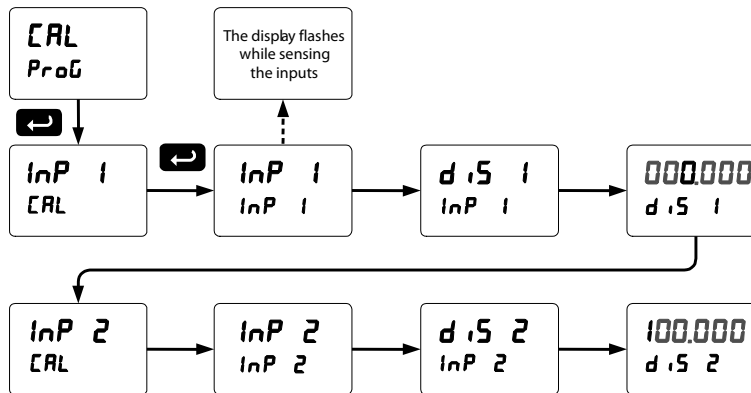 CAL
ProG
The display flashes
while sensing
the inputs
InP 1
CAL
InP 1
InP 1
diS 1
InP 1
000.000
diS 1
InP 2
CAL
InP 2
InP 2
diS 2
InP 2
100.000
diS 2